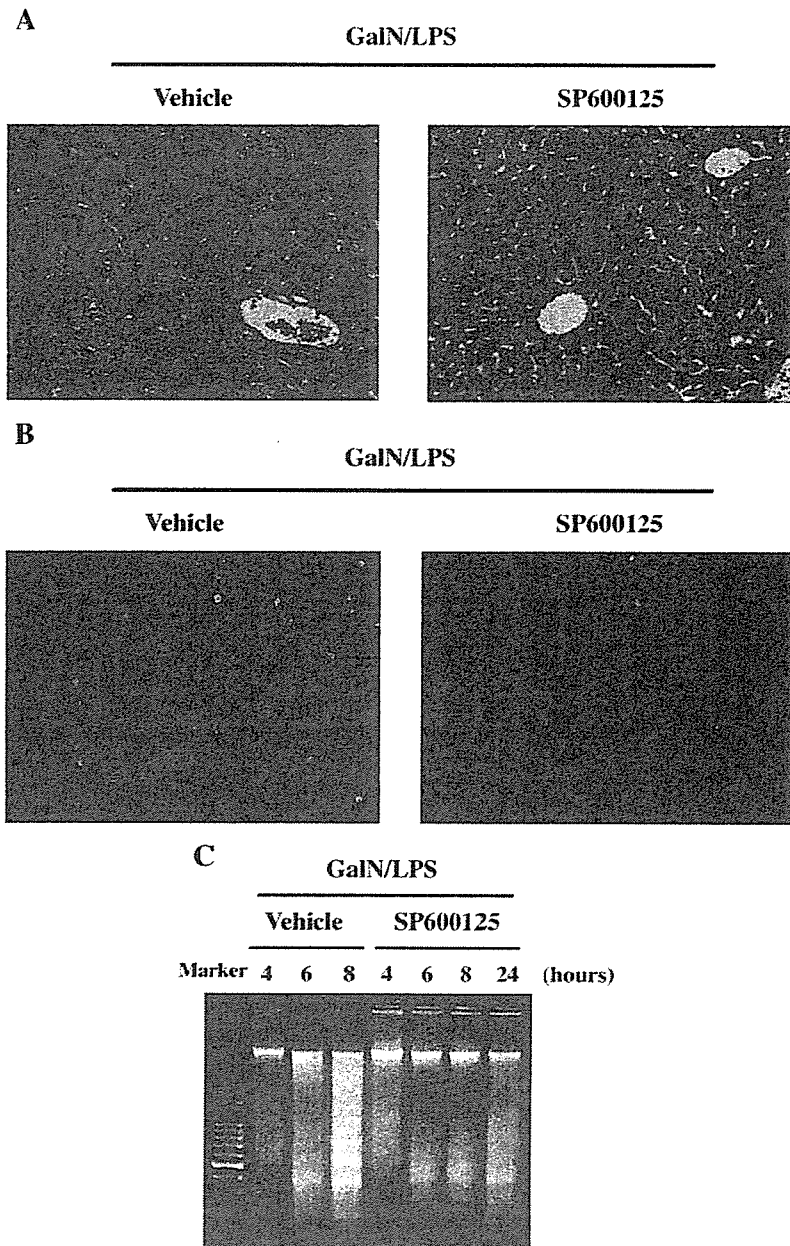 A
GalN/LPS
Vehicle SP600125
B
GalN/LPS
Vehicle SP600125
C
GalN/LPS
Vehicle SP600125
Marker 4 6 8 4 6 8 24 (hours)